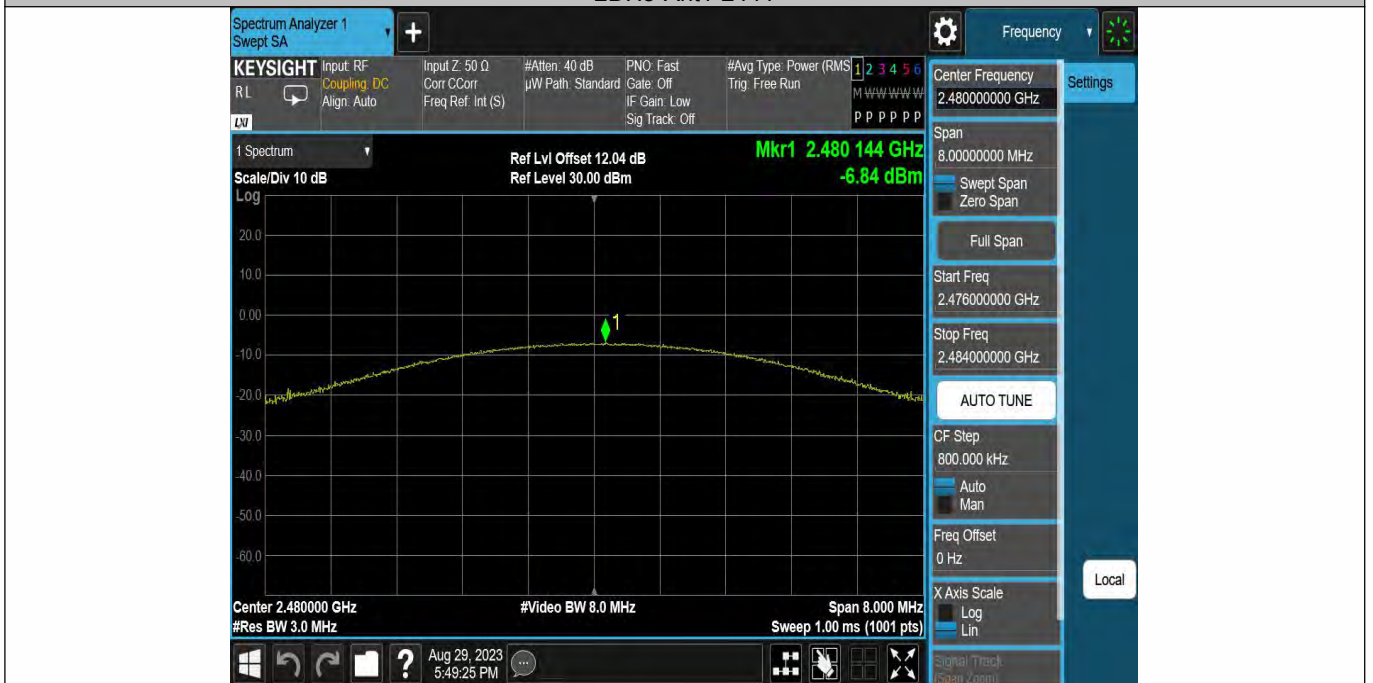 Spectrum Analyzer 1
Swept SA
Frequency
KEYSIGHT
RL
LXI
Input: RF
Coupling: DC
Align: Auto
Input Z: 50 Ω
Corr CCorr
Freq Ref: Int (S)
#Atten: 40 dB
µW Path: Standard
PNO: Fast
Gate: Off
IF Gain: Low
Sig Track: Off
#Avg Type: Power (RMS
Trig: Free Run
1 2 3 4 5 6
M W W W W W
P P P P P P
1 Spectrum
Scale/Div 10 dB
Log
Ref Lvl Offset 12.04 dB
Ref Level 30.00 dBm
Mkr1 2.480 144 GHz
-6.84 dBm
20.0
10.0
0.00
-10.0
-20.0
-30.0
-40.0
-50.0
-60.0
1
Center 2.480000 GHz
#Res BW 3.0 MHz
#Video BW 8.0 MHz
Span 8.000 MHz
Sweep 1.00 ms (1001 pts)
Aug 29, 2023
5:49:25 PM
Center Frequency
2.480000000 GHz
Settings
Span
8.00000000 MHz
Swept Span
Zero Span
Full Span
Start Freq
2.476000000 GHz
Stop Freq
2.484000000 GHz
AUTO TUNE
CF Step
800.000 kHz
Auto
Man
Freq Offset
0 Hz
X Axis Scale
Log
Lin
Local
Signal Track
(Span Zoom)